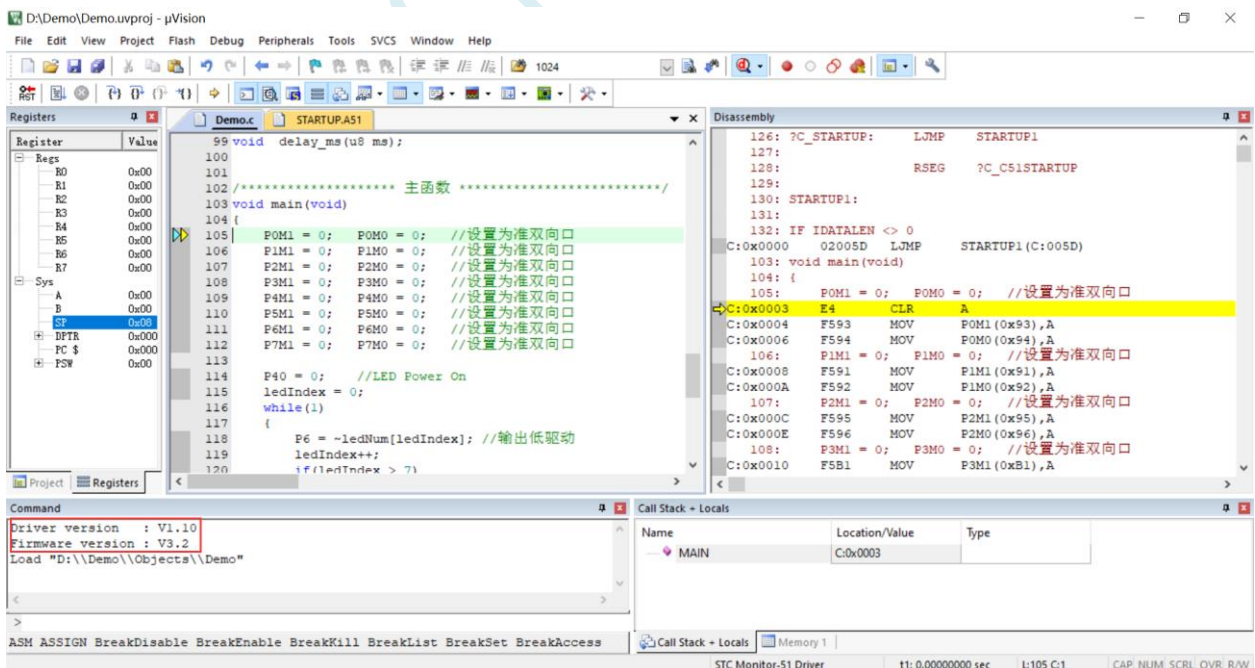 D:\Demo\Demo.uvproj - µVision
File Edit View Project Flash Debug Peripherals Tools SVCS Window Help
1024
RST
Registers
Register Value
Regs
R0 0x00
R1 0x00
R2 0x00
R3 0x00
R4 0x00
R5 0x00
R6 0x00
R7 0x00
Sys
A 0x00
B 0x00
SP 0x08
DPTR 0x000
PC $ 0x000
PSW 0x00
Project Registers
Demo.c STARTUP.A51
99 void delay_ms(u8 ms);
100
101
102 /******************** 主函数 **************************/
103 void main(void)
104 {
105 P0M1 = 0; P0M0 = 0; //设置为准双向口
106 P1M1 = 0; P1M0 = 0; //设置为准双向口
107 P2M1 = 0; P2M0 = 0; //设置为准双向口
108 P3M1 = 0; P3M0 = 0; //设置为准双向口
109 P4M1 = 0; P4M0 = 0; //设置为准双向口
110 P5M1 = 0; P5M0 = 0; //设置为准双向口
111 P6M1 = 0; P6M0 = 0; //设置为准双向口
112 P7M1 = 0; P7M0 = 0; //设置为准双向口
113
114 P40 = 0; //LED Power On
115 ledIndex = 0;
116 while(1)
117 {
118 P6 = ~ledNum[ledIndex]; //输出低驱动
119 ledIndex++;
120 if(ledIndex > 7)
Disassembly
126: ?C_STARTUP: LJMP STARTUP1
127:
128: RSEG ?C_C51STARTUP
129:
130: STARTUP1:
131:
132: IF IDATALEN <> 0
C:0x0000 02005D LJMP STARTUP1(C:005D)
103: void main(void)
104: {
105: P0M1 = 0; P0M0 = 0; //设置为准双向口
C:0x0003 E4 CLR A
C:0x0004 F593 MOV P0M1(0x93),A
C:0x0006 F594 MOV P0M0(0x94),A
106: P1M1 = 0; P1M0 = 0; //设置为准双向口
C:0x0008 F591 MOV P1M1(0x91),A
C:0x000A F592 MOV P1M0(0x92),A
107: P2M1 = 0; P2M0 = 0; //设置为准双向口
C:0x000C F595 MOV P2M1(0x95),A
C:0x000E F596 MOV P2M0(0x96),A
108: P3M1 = 0; P3M0 = 0; //设置为准双向口
C:0x0010 F5B1 MOV P3M1(0xB1),A
Command
Driver version : V1.10
Firmware version : V3.2
Load "D:\\Demo\\Objects\\Demo"
>
ASM ASSIGN BreakDisable BreakEnable BreakKill BreakList BreakSet BreakAccess
Call Stack + Locals
Name Location/Value Type
MAIN C:0x0003
Call Stack + Locals Memory 1
STC Monitor-51 Driver t1: 0.00000000 sec L:105 C:1 CAP NUM SCRL OVR R/W